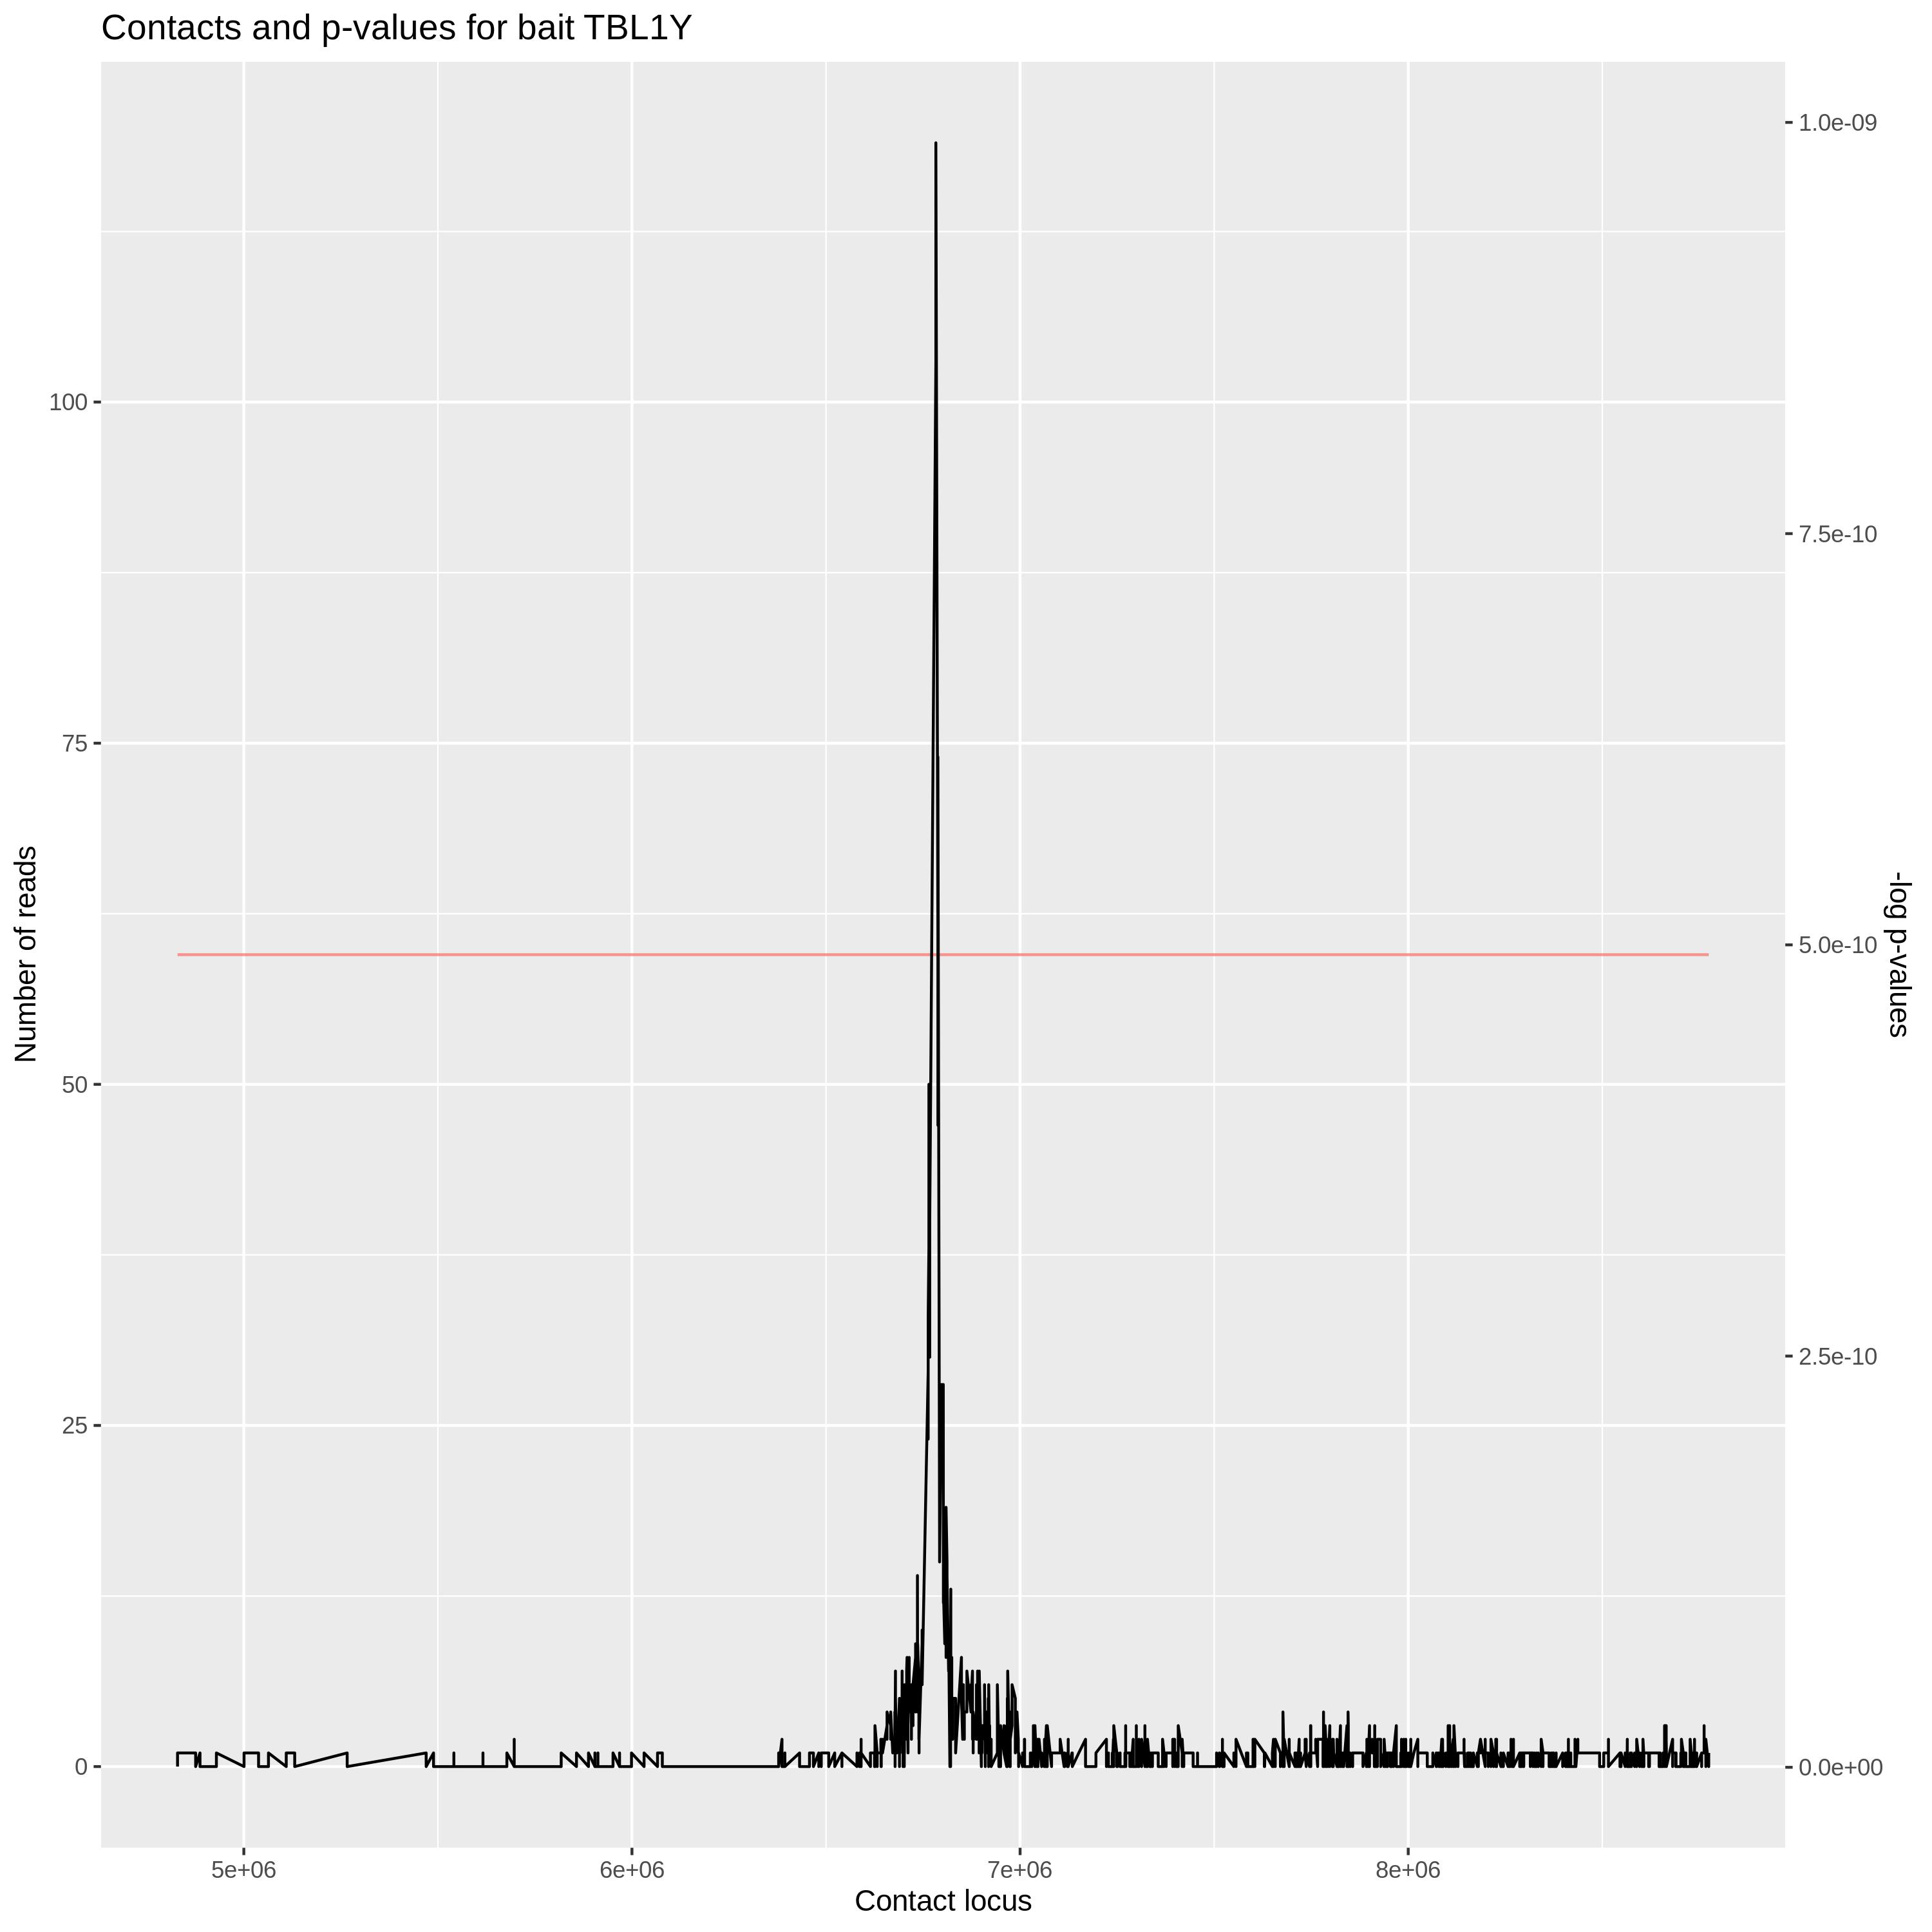 Contacts and p-values for bait TBL1Y
1.0e-09
100
7.5e-10
75
Number of reads
-log p-values
5.0e-10
50
2.5e-10
25
0
0.0e+00
5e+06
6e+06
7e+06
8e+06
Contact locus